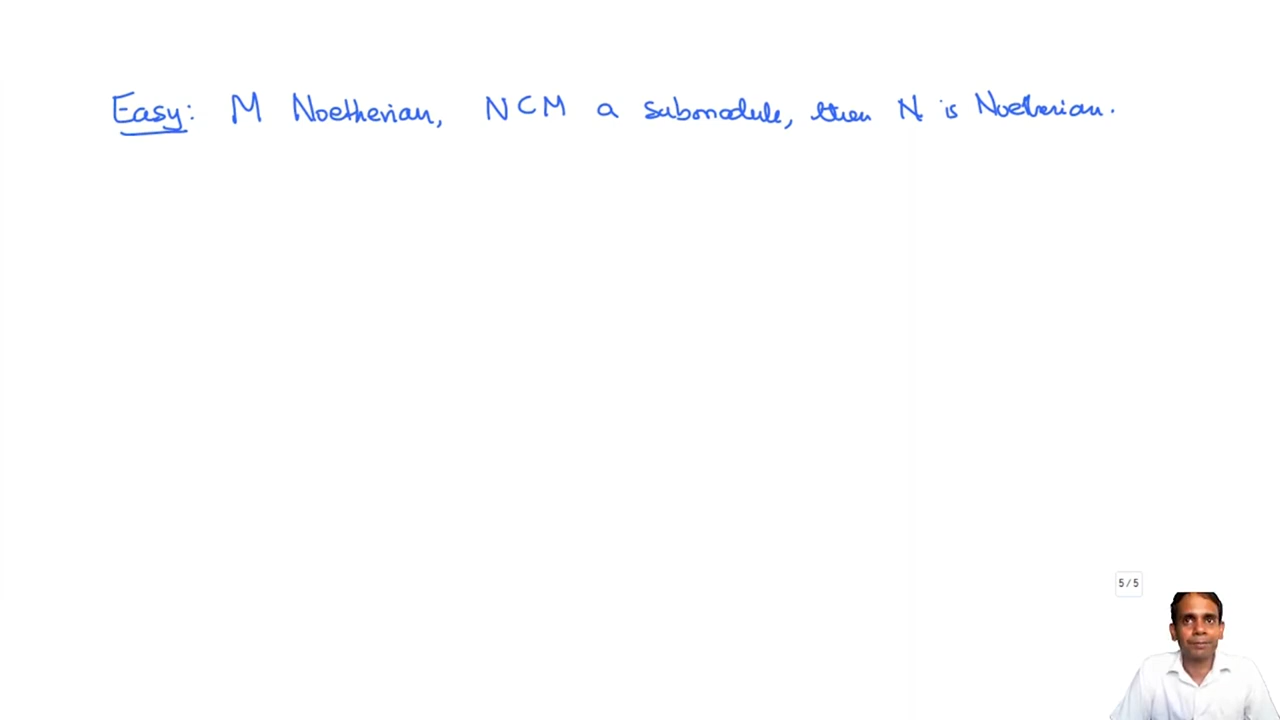 Easy: M Noetherian, N ⊂ M a submodule, then N is Noetherian.
5 / 5